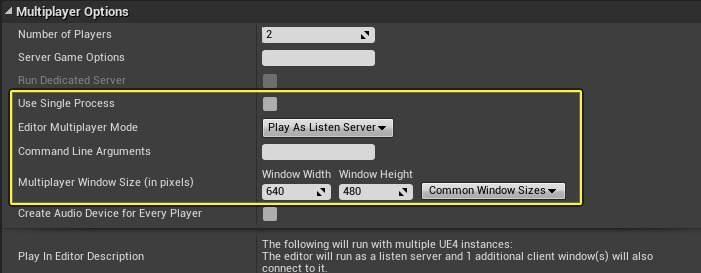 Multiplayer Options
Number of Players 2
Server Game Options
Run Dedicated Server
Use Single Process
Editor Multiplayer Mode Play As Listen Server
Command Line Arguments
Window Width Window Height
Multiplayer Window Size (in pixels) 640 480 Common Window Sizes
Create Audio Device for Every Player
The following will run with multiple UE4 instances:
Play In Editor Description The editor will run as a listen server and 1 additional client window(s) will also
connect to it.